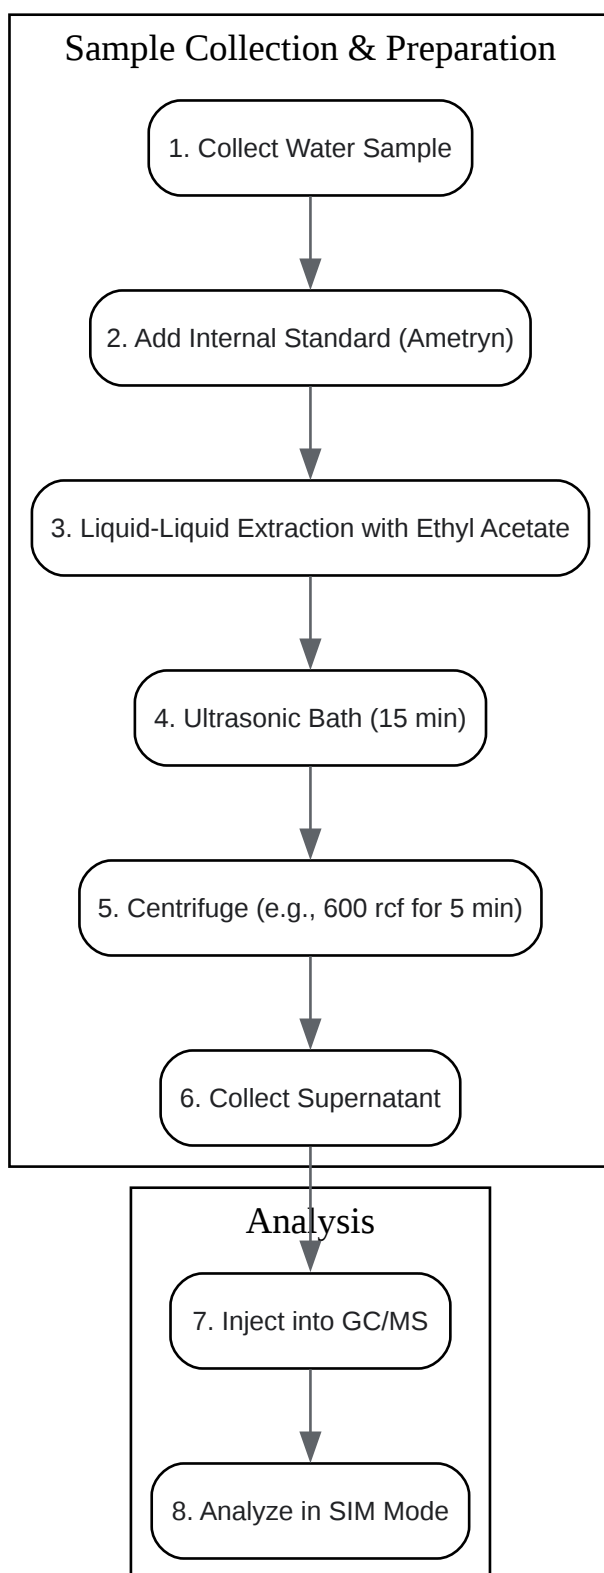 Sample Collection & Preparation
1. Collect Water Sample
2. Add Internal Standard (Ametryn)
3. Liquid-Liquid Extraction with Ethyl Acetate
4. Ultrasonic Bath (15 min)
5. Centrifuge (e.g., 600 rcf for 5 min)
6. Collect Supernatant
Analysis
7. Inject into GC/MS
8. Analyze in SIM Mode